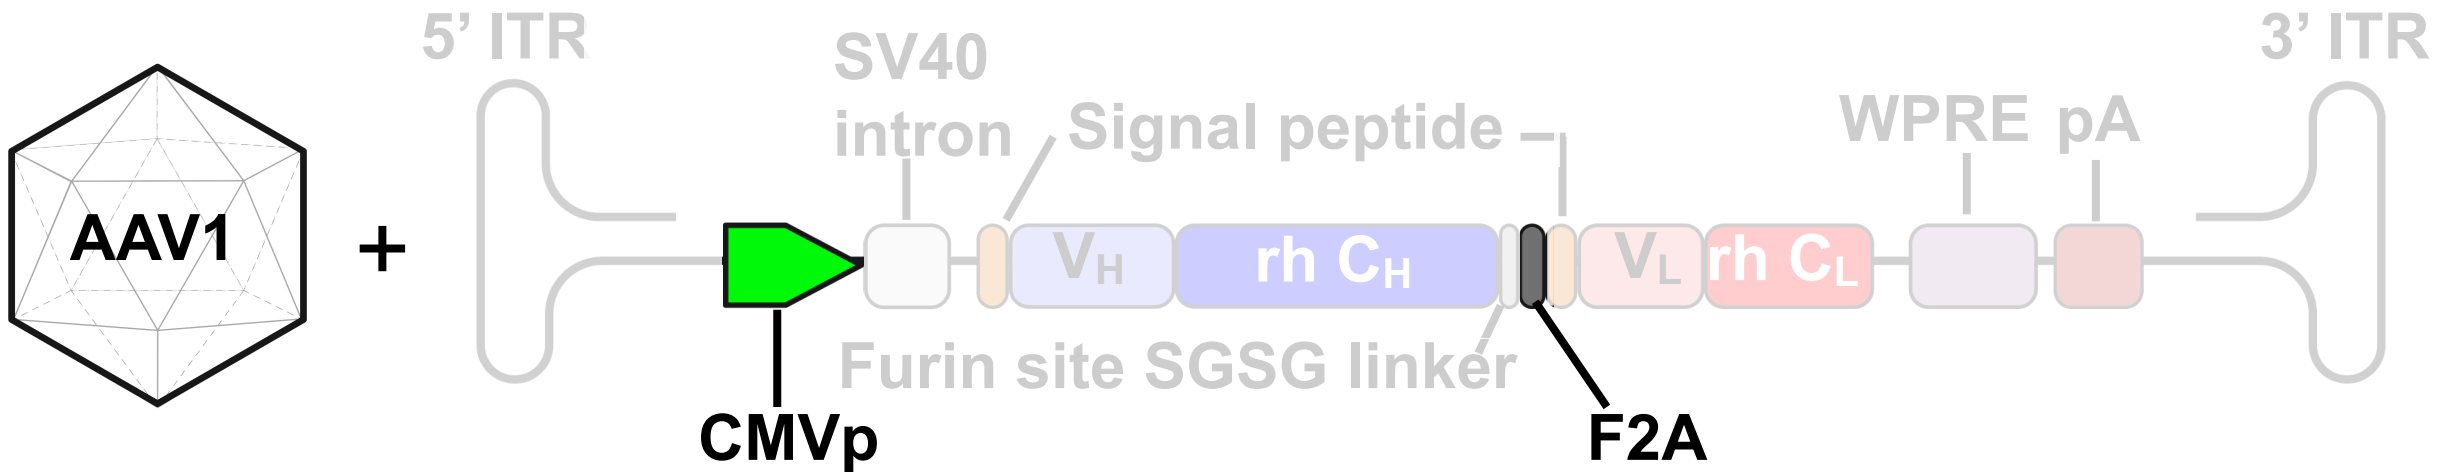 5’ ITR
3’ ITR
SV40
intron
Signal peptide
WPRE pA
AAV1
+
VH
rh CH
VL
rh CL
Furin site SGSG linker
CMVp
F2A